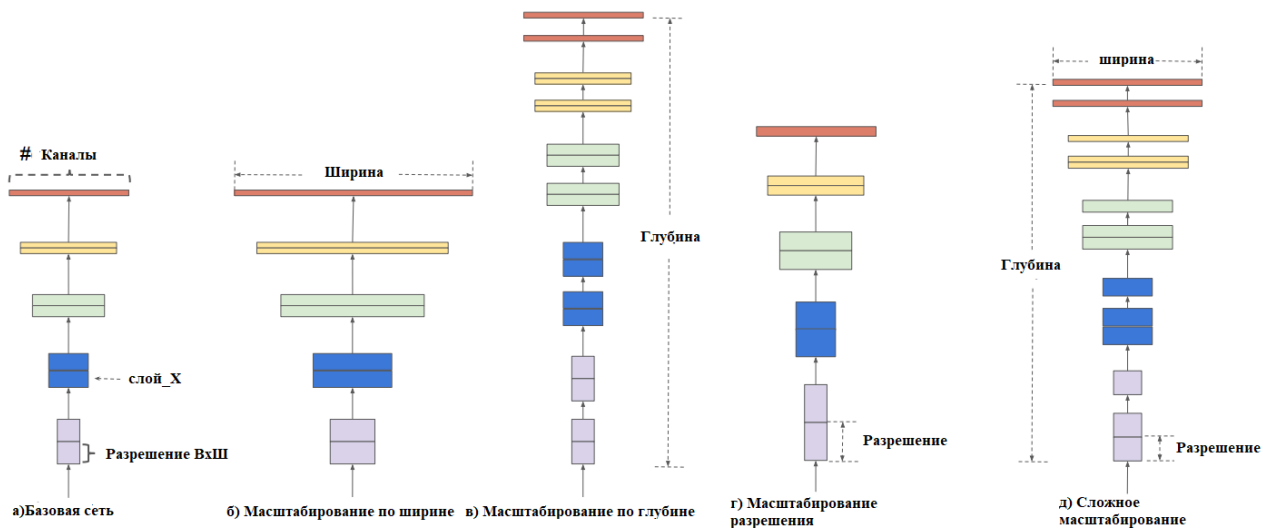 # Каналы
слой_X
Разрешение ВхШ
а)Базовая сеть
Ширина
б) Масштабирование по ширине
Глубина
в) Масштабирование по глубине
Разрешение
г) Масштабирование
разрешения
ширина
Глубина
Разрешение
д) Сложное
масштабирование